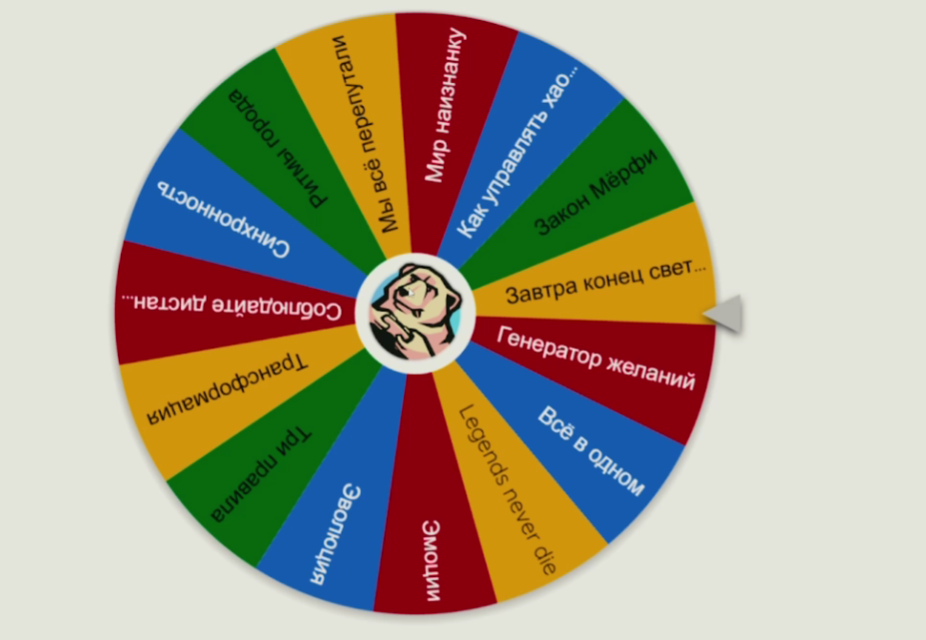 Мир наизнанку
Как управлять хао...
Закон Мёрфи
Завтра конец свет...
Генератор желаний
Всё в одном
Legends never die
Эмоции
Эволюция
Три правила
Трансформация
Соблюдайте дистан...
Синхронность
Ритмы города
Мы всё перепутали